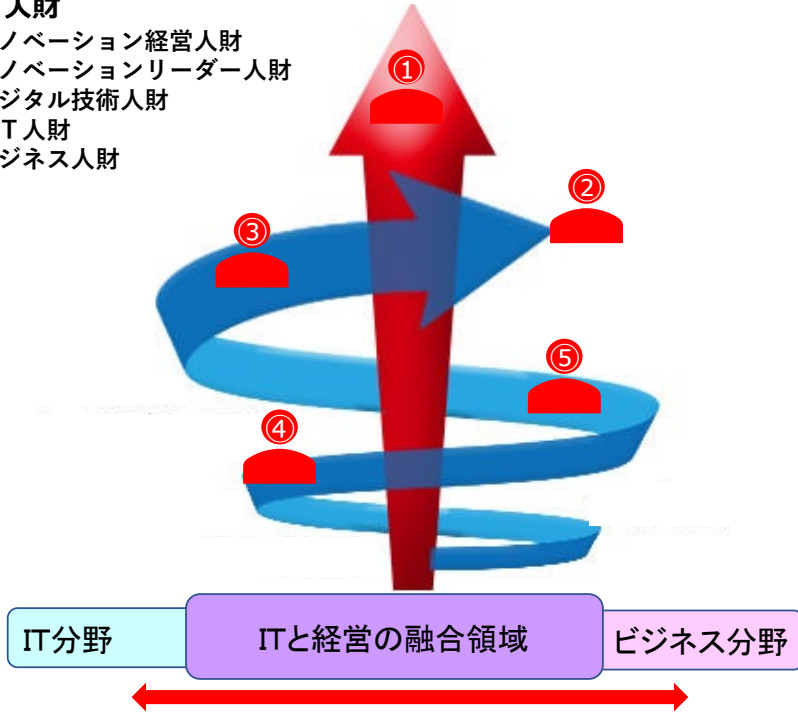 人財
ノベーション経営人財
ノベーションリーダー人財
ジタル技術人財
T人財
ジネス人財
①
②
③
⑤
④
IT分野
ITと経営の融合領域
ビジネス分野